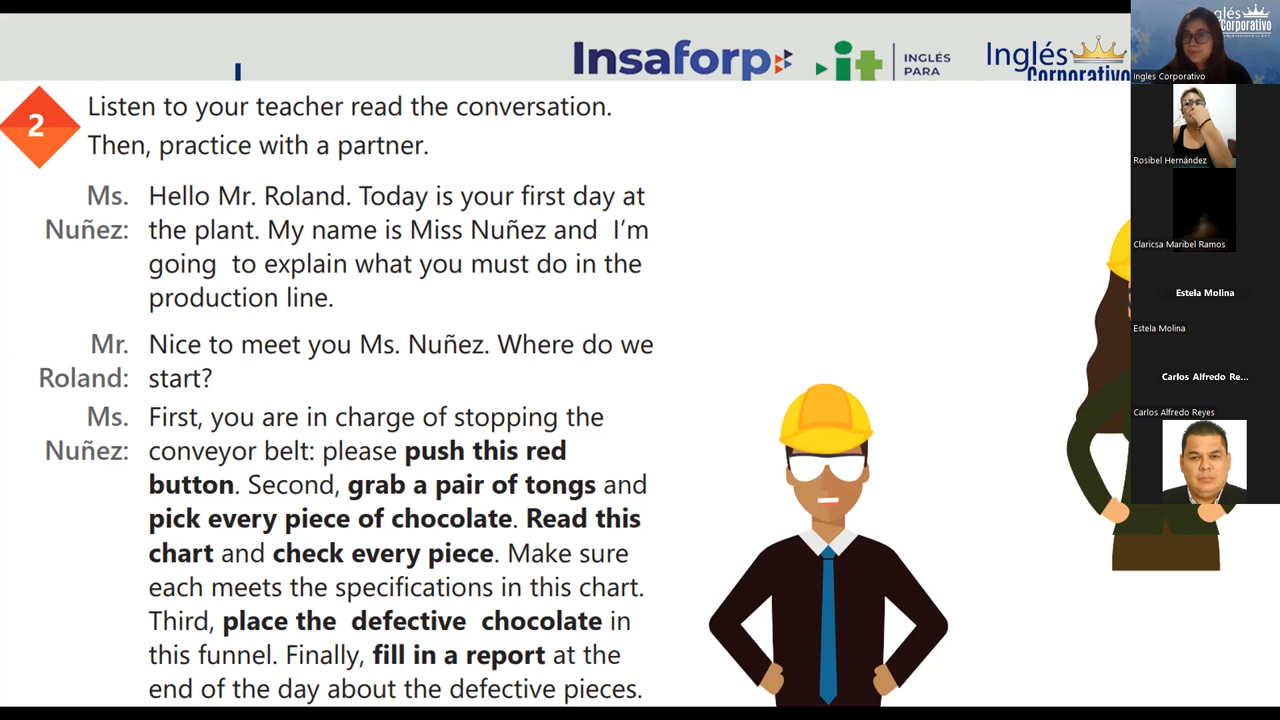 Insaforp
it
INGLÉS
PARA
Inglés
Corporativo
2
Listen to your teacher read the conversation.
Then, practice with a partner.
Ms.
Nuñez:
Hello Mr. Roland. Today is your first day at
the plant. My name is Miss Nuñez and I'm
going to explain what you must do in the
production line.
Mr.
Roland:
Nice to meet you Ms. Nuñez. Where do we
start?
Ms.
Nuñez:
First, you are in charge of stopping the
conveyor belt: please push this red
button. Second, grab a pair of tongs and
pick every piece of chocolate. Read this
chart and check every piece. Make sure
each meets the specifications in this chart.
Third, place the defective chocolate in
this funnel. Finally, fill in a report at the
end of the day about the defective pieces.
Inglés
Corporativo
Ingles Corporativo
Rosibel Hernández
Claricsa Maribel Ramos
Estela Molina
Estela Molina
Carlos Alfredo Re...
Carlos Alfredo Reyes